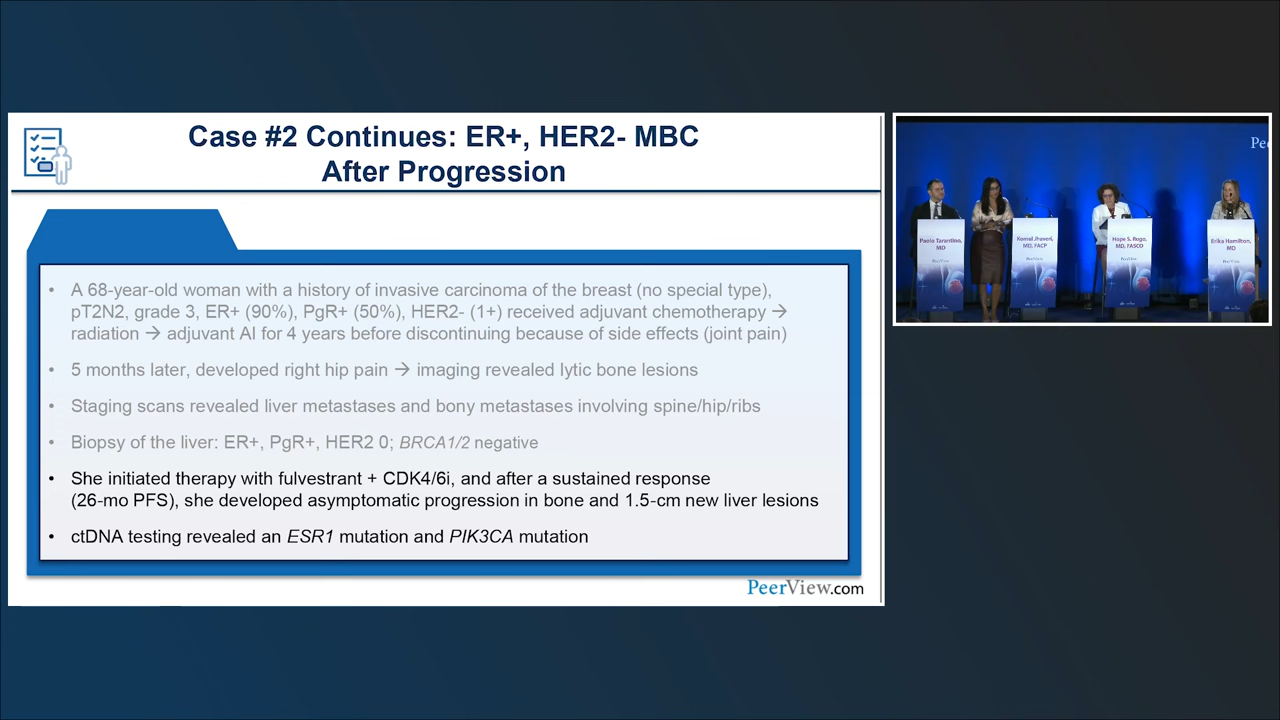 Case #2 Continues: ER+, HER2- MBC
After Progression
• A 68-year-old woman with a history of invasive carcinoma of the breast (no special type),
pT2N2, grade 3, ER+ (90%), PgR+ (50%), HER2- (1+) received adjuvant chemotherapy →
radiation → adjuvant AI for 4 years before discontinuing because of side effects (joint pain)
• 5 months later, developed right hip pain → imaging revealed lytic bone lesions
• Staging scans revealed liver metastases and bony metastases involving spine/hip/ribs
• Biopsy of the liver: ER+, PgR+, HER2 0; BRCA1/2 negative
• She initiated therapy with fulvestrant + CDK4/6i, and after a sustained response
(26-mo PFS), she developed asymptomatic progression in bone and 1.5-cm new liver lesions
• ctDNA testing revealed an ESR1 mutation and PIK3CA mutation
PeerView.com
Pe
Paolo Tarantino,
MD
PeerView
Komal Jhaveri,
MD, FACP
PeerView
Hope S. Rugo,
MD, FASCO
PeerView
Erika Hamilton,
MD
PeerView